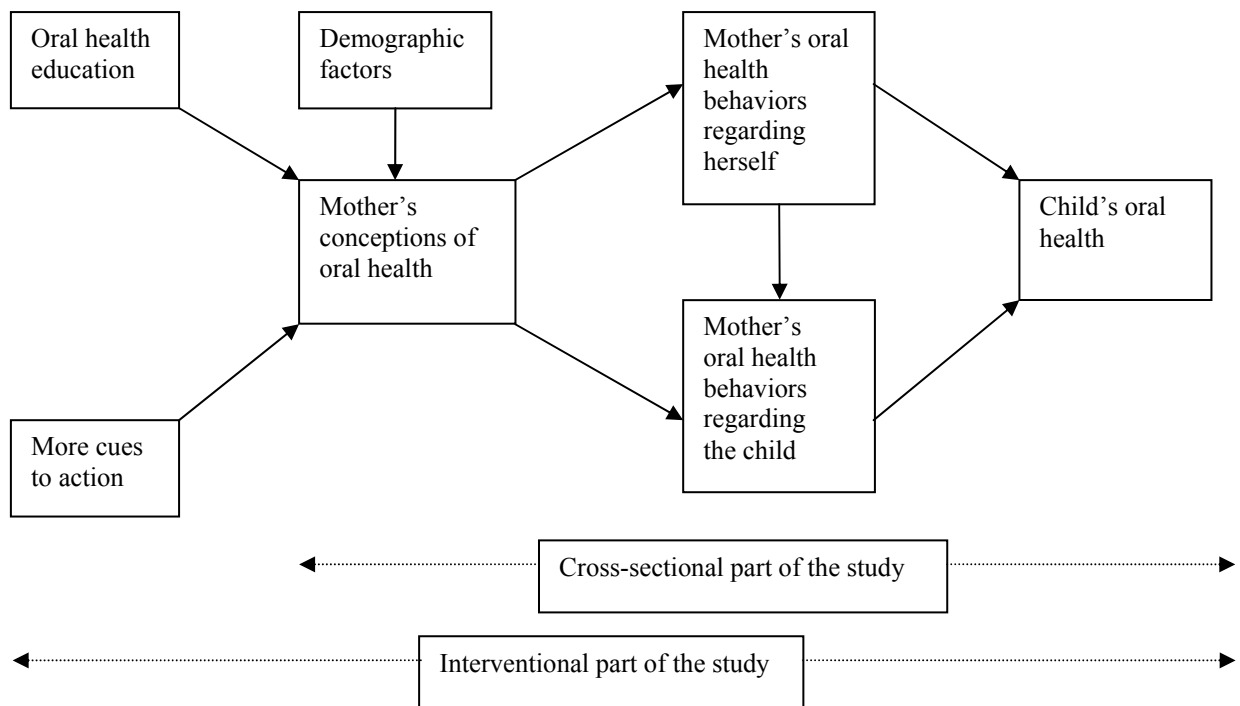 Oral health
education
Demographic
factors
Mother’s oral
health
behaviors
regarding
herself
Mother’s
conceptions of
oral health
Child’s oral
health
Mother’s
oral health
behaviors
regarding
the child
More cues
to action
Cross-sectional part of the study
Interventional part of the study